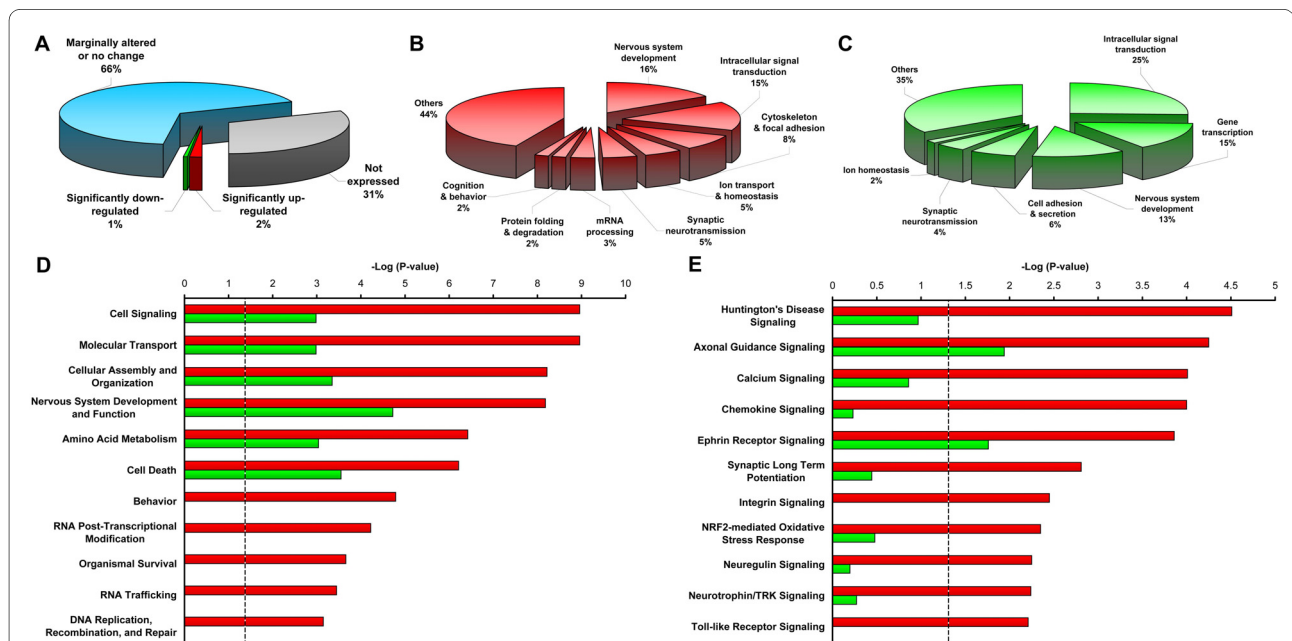 A
Marginally altered
or no change
66%
Significantly down-
regulated
1%
Significantly up-
regulated
2%
Not
expressed
31%
B
Nervous system
development
16%
Intracellular signal
transduction
15%
Cytoskeleton
& focal adhesion
8%
Ion transport
& homeostasis
5%
Synaptic
neurotransmission
5%
mRNA
processing
3%
Protein folding
& degradation
2%
Cognition
& behavior
2%
Others
44%
C
Intracellular signal
transduction
25%
Gene
transcription
15%
Nervous system
development
13%
Cell adhesion
& secretion
6%
Synaptic
neurotransmission
4%
Ion homeostasis
2%
Others
35%
D
-Log (P-value)
0 1 2 3 4 5 6 7 8 9 10
Cell Signaling
Molecular Transport
Cellular Assembly and
Organization
Nervous System Development
and Function
Amino Acid Metabolism
Cell Death
Behavior
RNA Post-Transcriptional
Modification
Organismal Survival
RNA Trafficking
DNA Replication,
Recombination, and Repair
E
-Log (P-value)
0 0.5 1 1.5 2 2.5 3 3.5 4 4.5 5
Huntington's Disease
Signaling
Axonal Guidance Signaling
Calcium Signaling
Chemokine Signaling
Ephrin Receptor Signaling
Synaptic Long Term
Potentiation
Integrin Signaling
NRF2-mediated Oxidative
Stress Response
Neuregulin Signaling
Neurotrophin/TRK Signaling
Toll-like Receptor Signaling